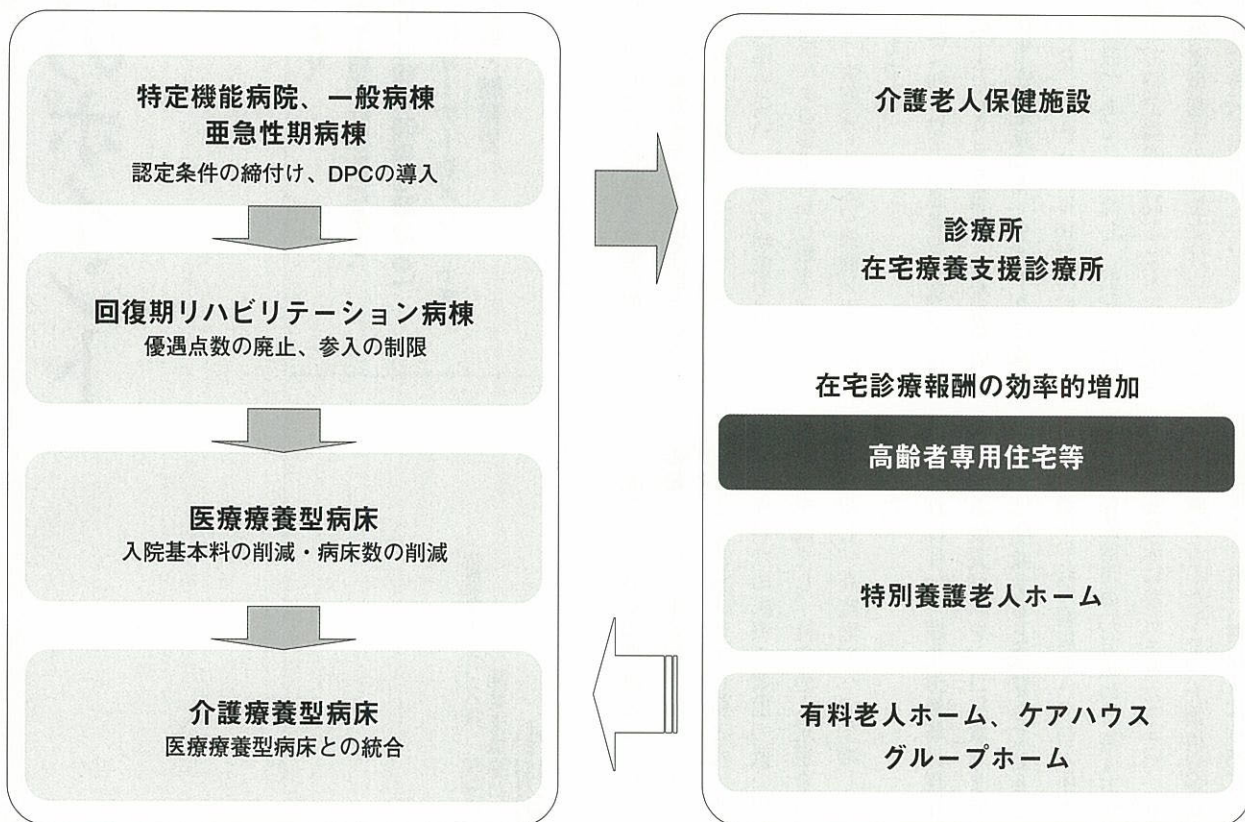 特定機能病院、一般病棟
亜急性期病棟
認定条件の締付け、DPCの導入
回復期リハビリテーション病棟
優遇点数の廃止、参入の制限
医療療養型病床
入院基本料の削減・病床数の削減
介護療養型病床
医療療養型病床との統合
介護老人保健施設
診療所
在宅療養支援診療所
在宅診療報酬の効率的増加
高齢者専用住宅等
特別養護老人ホーム
有料老人ホーム、ケアハウス
グループホーム